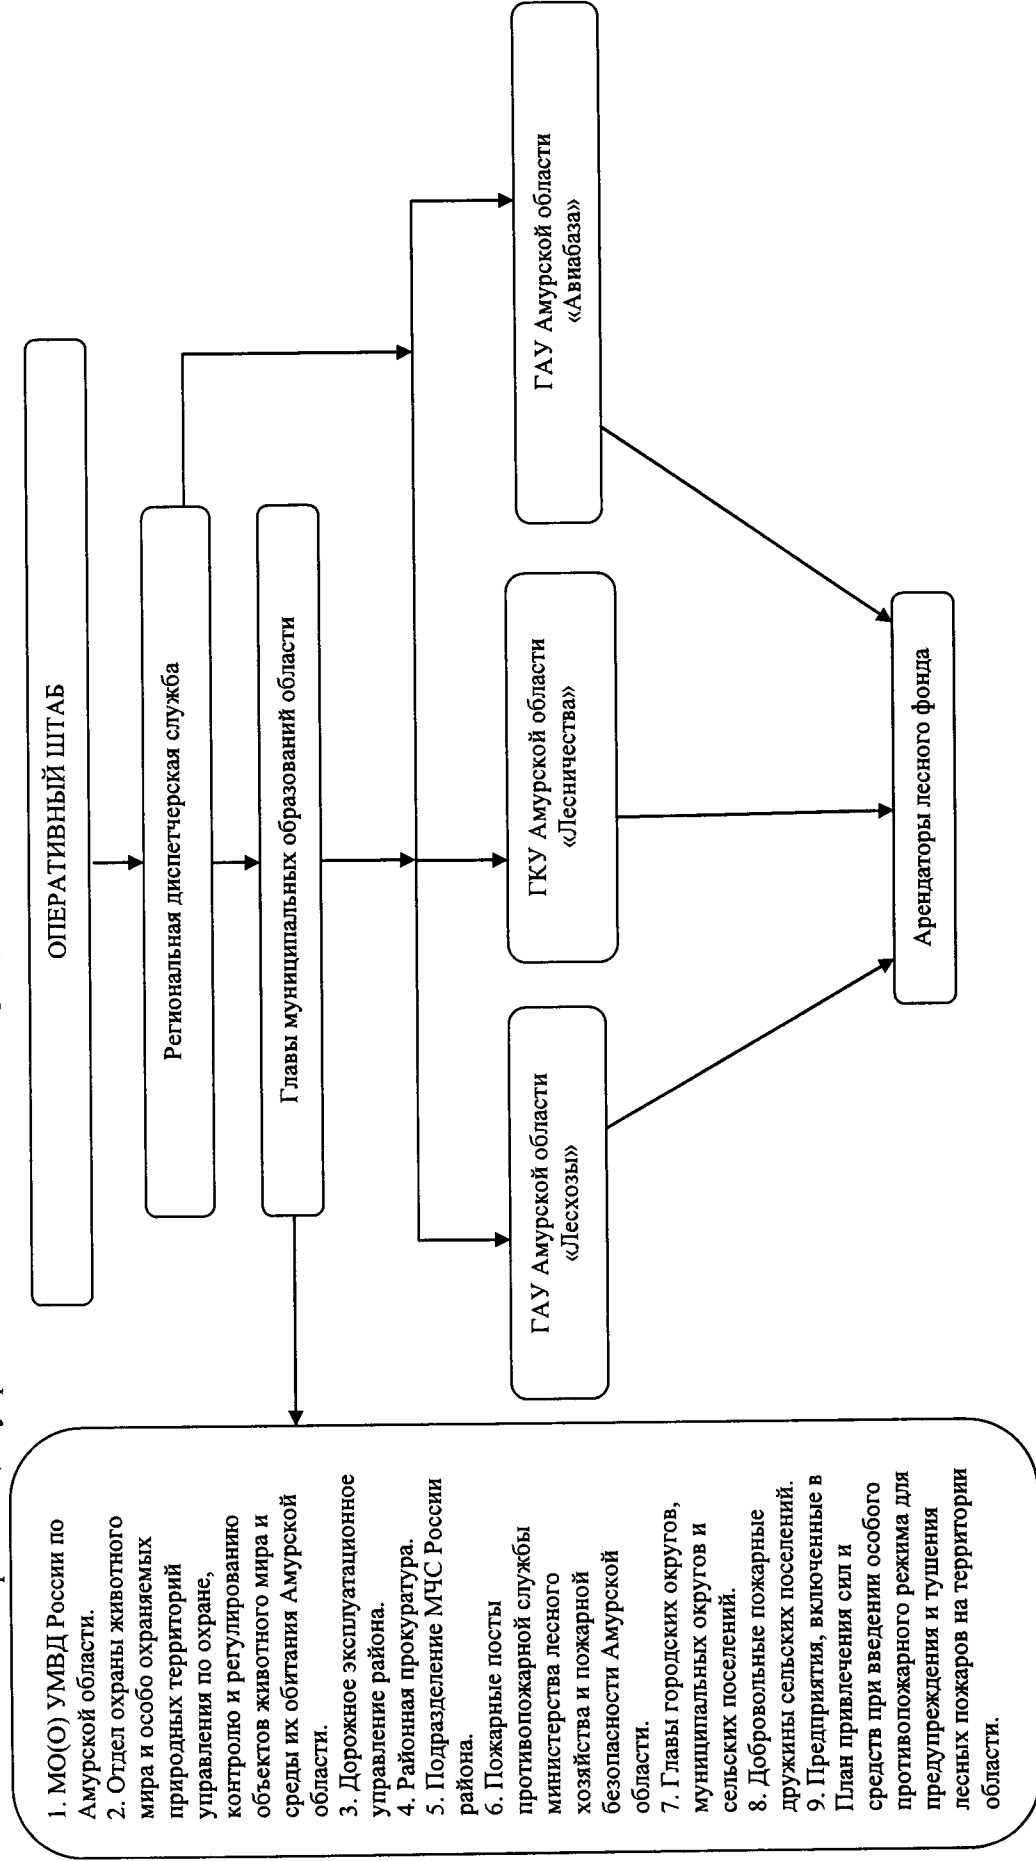 ОПЕРАТИВНЫЙ ШТАБ
Региональная диспетчерская служба
Главы муниципальных образований области
1. МО(О) УМВД России по
Амурской области.
2. Отдел охраны животного
мира и особо охраняемых
природных территорий
управления по охране,
контролю и регулированию
объектов животного мира и
среды их обитания Амурской
области.
3. Дорожное эксплуатационное
управление района.
4. Районная прокуратура.
5. Подразделение МЧС России
района.
6. Пожарные посты
противопожарной службы
министерства лесного
хозяйства и пожарной
безопасности Амурской
области.
7. Главы городских округов,
муниципальных округов и
сельских поселений.
8. Добровольные пожарные
дружины сельских поселений.
9. Предприятия, включенные в
План привлечения сил и
средств при введении особого
противопожарного режима для
предупреждения и тушения
лесных пожаров на территории
области.
ГАУ Амурской области
«Лесхозы»
ГКУ Амурской области
«Лесничества»
ГАУ Амурской области
«Авиабаза»
Арендаторы лесного фонда